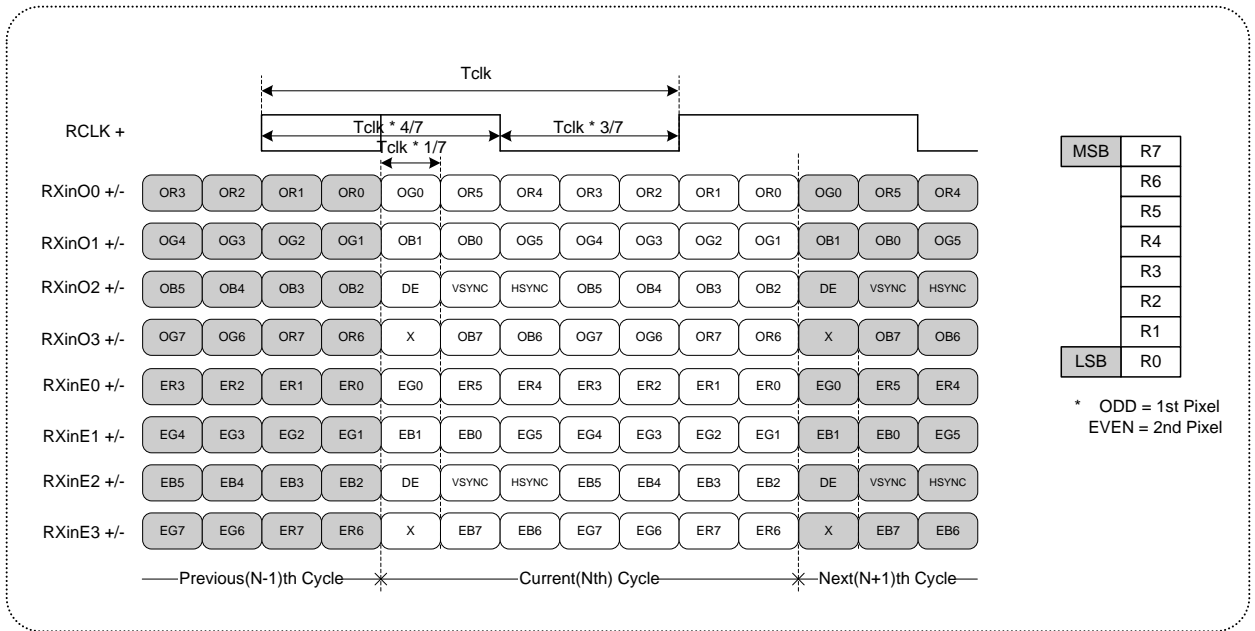 Tclk
RCLK +
Tclk * 4/7
Tclk * 3/7
Tclk * 1/7
RXinO0 +/- OR3 OR2 OR1 OR0 OG0 OR5 OR4 OR3 OR2 OR1 OR0 OG0 OR5 OR4
RXinO1 +/- OG4 OG3 OG2 OG1 OB1 OB0 OG5 OG4 OG3 OG2 OG1 OB1 OB0 OG5
RXinO2 +/- OB5 OB4 OB3 OB2 DE VSYNC HSYNC OB5 OB4 OB3 OB2 DE VSYNC HSYNC
RXinO3 +/- OG7 OG6 OR7 OR6 X OB7 OB6 OG7 OG6 OR7 OR6 X OB7 OB6
RXinE0 +/- ER3 ER2 ER1 ER0 EG0 ER5 ER4 ER3 ER2 ER1 ER0 EG0 ER5 ER4
RXinE1 +/- EG4 EG3 EG2 EG1 EB1 EB0 EG5 EG4 EG3 EG2 EG1 EB1 EB0 EG5
RXinE2 +/- EB5 EB4 EB3 EB2 DE VSYNC HSYNC EB5 EB4 EB3 EB2 DE VSYNC HSYNC
RXinE3 +/- EG7 EG6 ER7 ER6 X EB7 EB6 EG7 EG6 ER7 ER6 X EB7 EB6
Previous(N-1)th Cycle Current(Nth) Cycle Next(N+1)th Cycle
MSB R7
R6
R5
R4
R3
R2
R1
LSB R0
* ODD = 1st Pixel
EVEN = 2nd Pixel